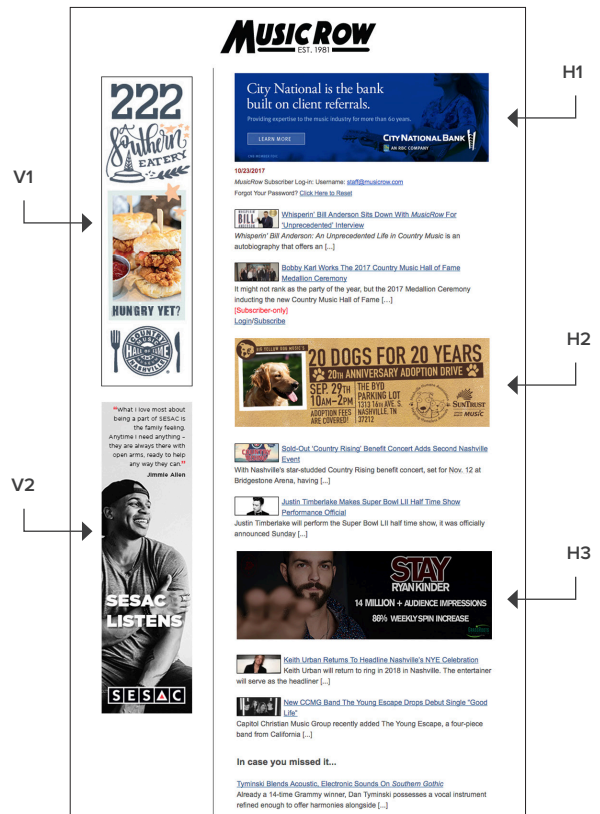 MUSIC ROW
EST. 1981
H1
V1
222
Southern
EATERY
HUNGRY YET?
COUNTRY
MUSIC
HALL OF FAME
NASHVILLE
V2
"What I love most about
being a part of SESAC is
the family feeling.
Anytime I need anything –
they are always there with
open arms, ready to help
any way they can."
Jimmie Allen
SESAC
LISTENS
SESAC
City National is the bank
built on client referrals.
Providing expertise to the music industry for more than 60 years.
LEARN MORE
CITY NATIONAL BANK
AN RBC COMPANY
10/23/2017
MusicRow Subscriber Log-in: Username: staff@musicrow.com
Forgot Your Password? Click Here to Reset
WHISPERIN'
BILL
Whisperin' Bill Anderson Sits Down With MusicRow For
'Unprecedented' Interview
Whisperin' Bill Anderson: An Unprecedented Life in Country Music is an
autobiography that offers an [...]
Bobby Karl Works The 2017 Country Music Hall of Fame
Medallion Ceremony
It might not rank as the party of the year, but the 2017 Medallion Ceremony
inducting the new Country Music Hall of Fame [...]
[Subscriber-only]
Login/Subscribe
H2
BIG YELLOW DOG MUSIC'S
20 DOGS FOR 20 YEARS
20TH ANNIVERSARY ADOPTION DRIVE
SEP. 29TH
10AM–2PM
ADOPTION FEES
ARE COVERED!
THE BYD
PARKING LOT
1313 16TH AVE. S.
NASHVILLE, TN
37212
SUNTRUST
MUSIC
Sold-Out 'Country Rising' Benefit Concert Adds Second Nashville
Event
With Nashville's star-studded Country Rising benefit concert, set for Nov. 12 at
Bridgestone Arena, having [...]
Justin Timberlake Makes Super Bowl LII Half Time Show
Performance Official
Justin Timberlake will perform the Super Bowl LII half time show, it was officially
announced Sunday [...]
H3
STAY
RYAN KINDER
14 MILLION + AUDIENCE IMPRESSIONS
86% WEEKLY SPIN INCREASE
Keith Urban Returns To Headline Nashville's NYE Celebration
Keith Urban will return to ring in 2018 in Nashville. The entertainer
will serve as the headliner [...]
New CCMG Band The Young Escape Drops Debut Single "Good
Life"
Capitol Christian Music Group recently added The Young Escape, a four-piece
band from California [...]
In case you missed it...
Tyminski Blends Acoustic, Electronic Sounds On Southern Gothic
Already a 14-time Grammy winner, Dan Tyminski possesses a vocal instrument
refined enough to offer harmonies alongside [...]